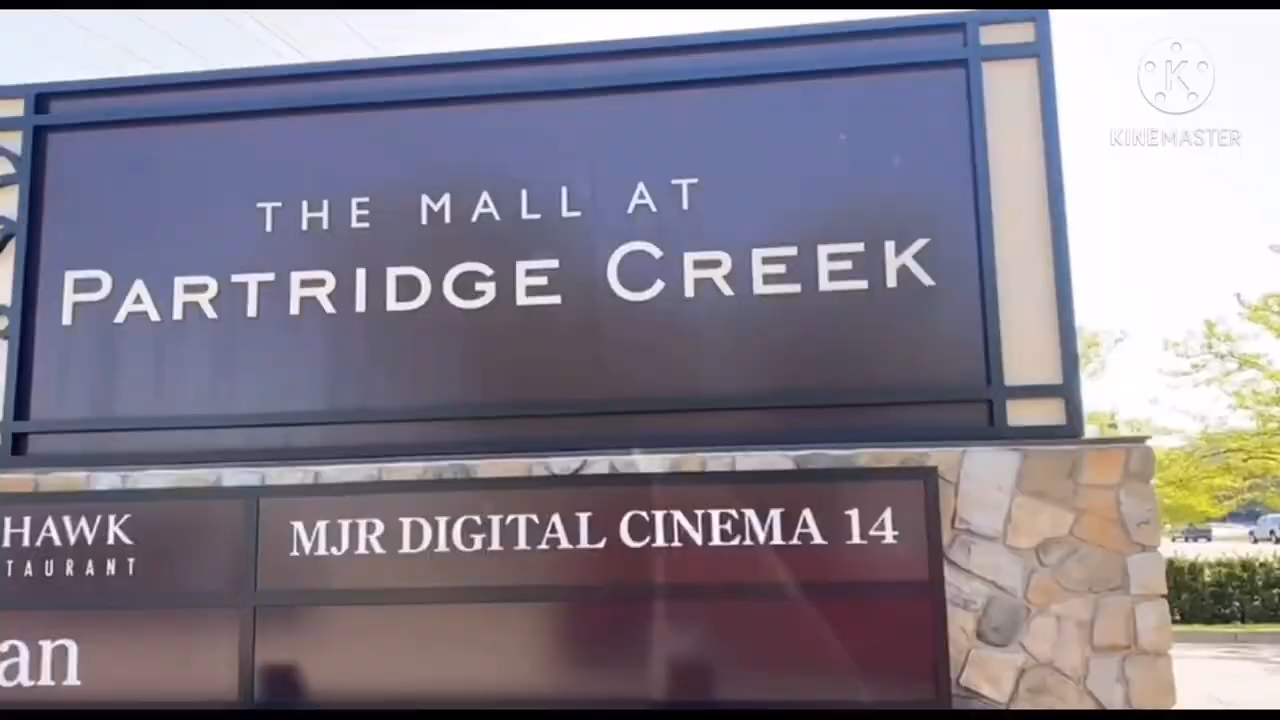 K
KINEMASTER
THE MALL AT
PARTRIDGE CREEK
HAWK
TAURANT
MJR DIGITAL CINEMA 14
an